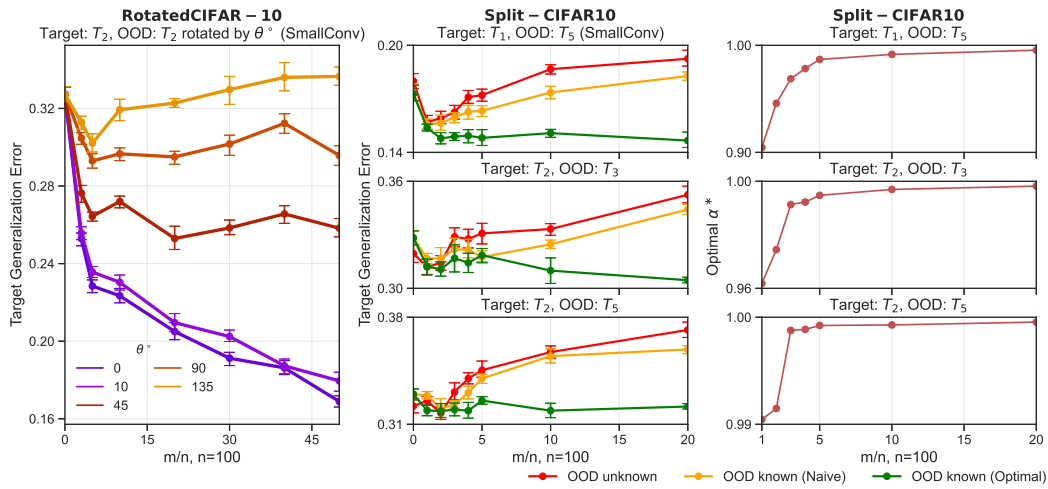 RotatedCIFAR − 10
Target: T₂, OOD: T₂ rotated by θ° (SmallConv)
Target Generalization Error
0.32
0.28
0.24
0.20
0.16
θ°
0
10
45
90
135
0 15 30 45
m/n, n=100
Split − CIFAR10
Target: T₁, OOD: T₅ (SmallConv)
0.20
0.14
Target: T₂, OOD: T₃
Target Generalization Error
0.36
0.30
Target: T₂, OOD: T₅
0.38
0.31
0 5 10 15 20
m/n, n=100
Split − CIFAR10
Target: T₁, OOD: T₅
1.00
0.90
Target: T₂, OOD: T₃
Optimal α*
1.00
0.96
Target: T₂, OOD: T₅
1.00
0.99
1 5 10 15 20
m/n, n=100
OOD unknown
OOD known (Naive)
OOD known (Optimal)